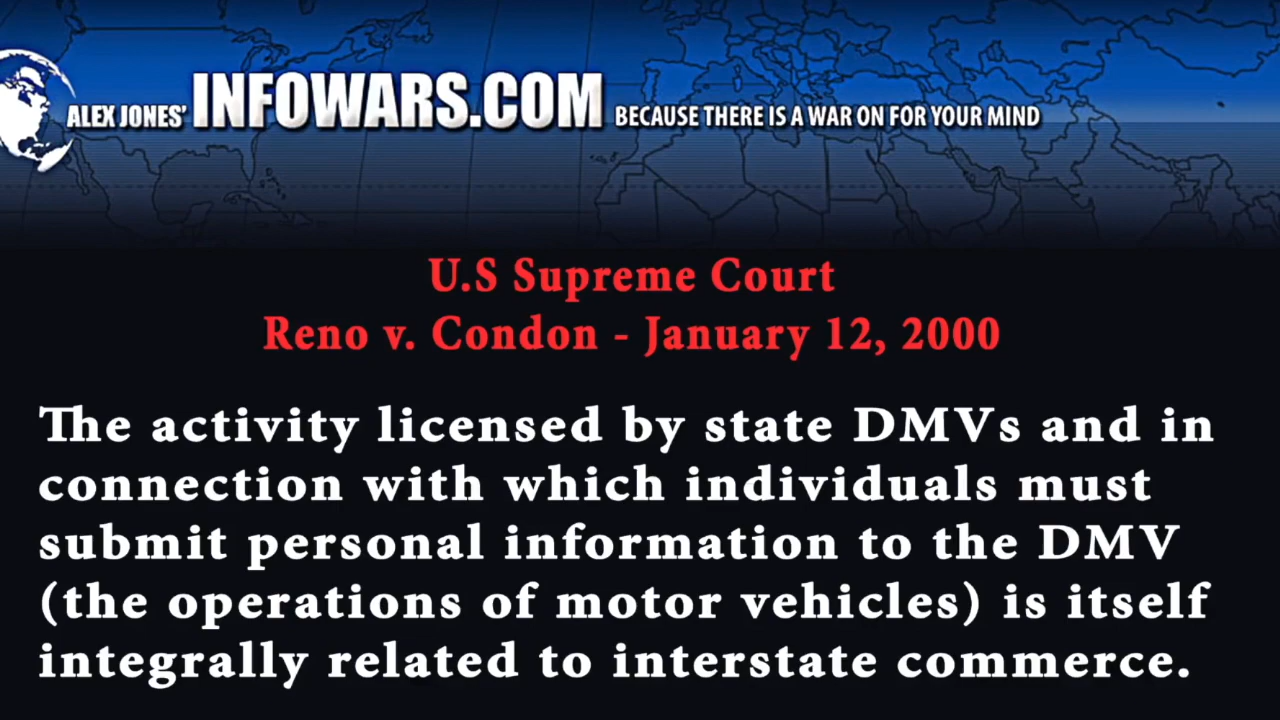 ALEX JONES' INFOWARS.COM BECAUSE THERE IS A WAR ON FOR YOUR MIND
U.S Supreme Court
Reno v. Condon - January 12, 2000
The activity licensed by state DMVs and in
connection with which individuals must
submit personal information to the DMV
(the operations of motor vehicles) is itself
integrally related to interstate commerce.